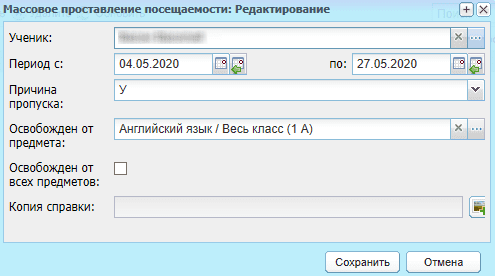 Массовое проставление посещаемости: Редактирование
Ученик:
Период с: 04.05.2020 по: 27.05.2020
Причина пропуска: У
Освобожден от предмета: Английский язык / Весь класс (1 А)
Освобожден от всех предметов:
Копия справки:
Сохранить Отмена